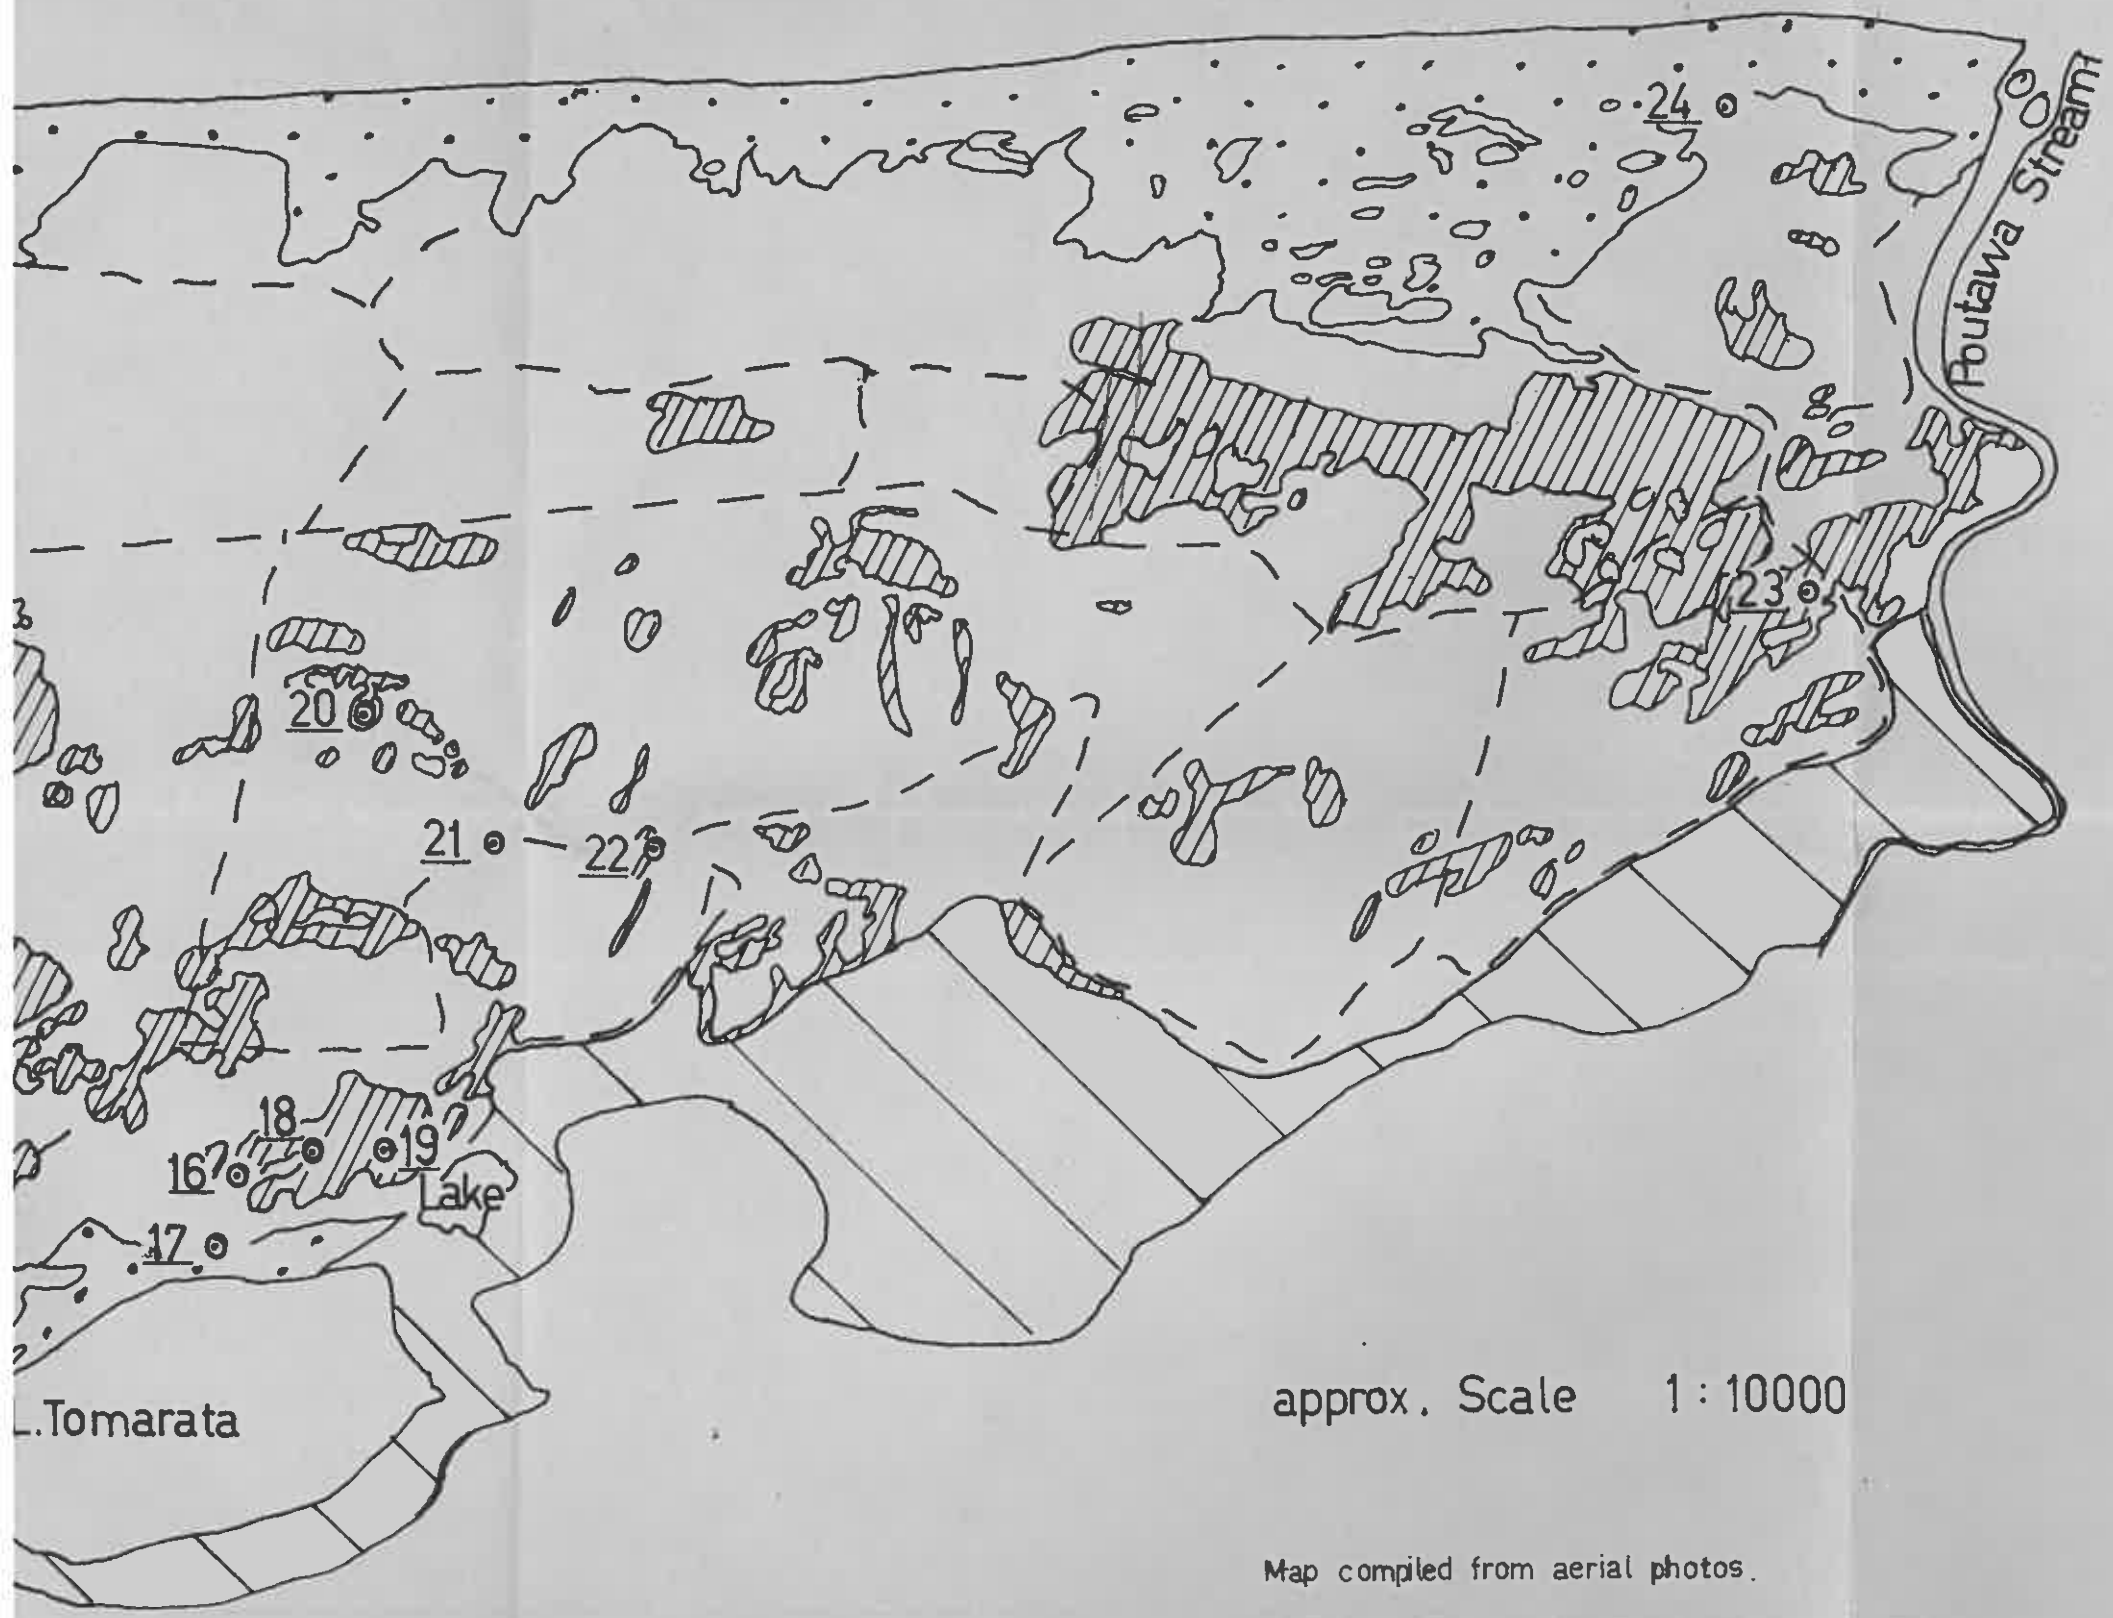 24
Poutawa Stream
23
20
21
22
18
19
16
Lake
17
L.Tomarata
approx. Scale 1 : 10000
Map compiled from aerial photos.